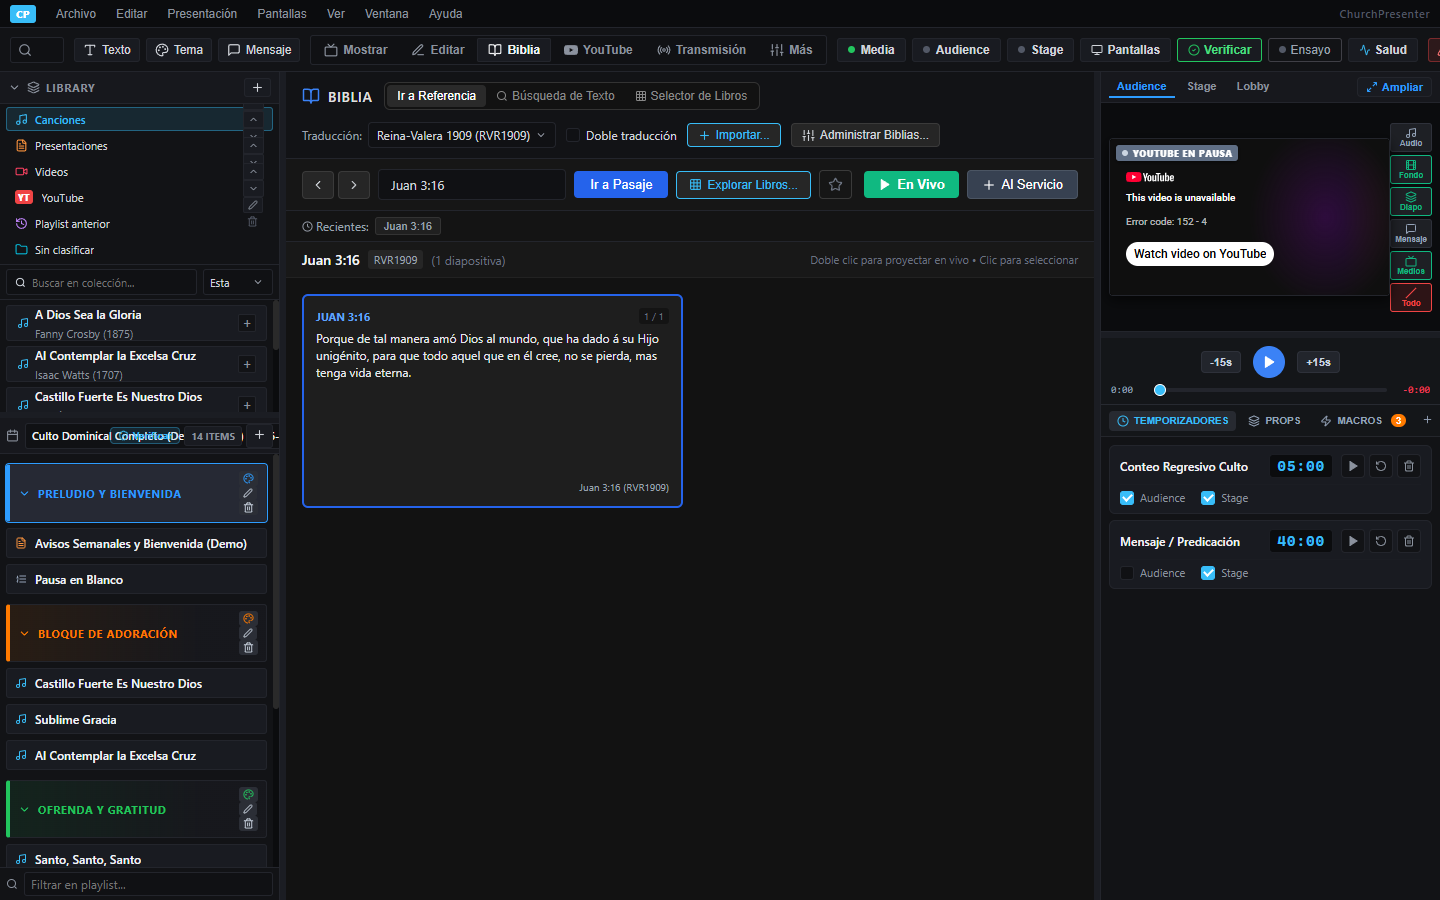 CP Archivo Editar Presentación Pantallas Ver Ventana Ayuda ChurchPresenter
Texto Tema Mensaje Mostrar Editar Biblia YouTube Transmisión Más Media Audience Stage Pantallas Verificar Ensayo Salud
LIBRARY
Canciones
Presentaciones
Videos
YT YouTube
Playlist anterior
Sin clasificar
Buscar en colección... Esta
A Dios Sea la Gloria
Fanny Crosby (1875)
Al Contemplar la Excelsa Cruz
Isaac Watts (1707)
Castillo Fuerte Es Nuestro Dios
Culto Dominical Completo (De 14 ITEMS
PRELUDIO Y BIENVENIDA
Avisos Semanales y Bienvenida (Demo)
Pausa en Blanco
BLOQUE DE ADORACIÓN
Castillo Fuerte Es Nuestro Dios
Sublime Gracia
Al Contemplar la Excelsa Cruz
OFRENDA Y GRATITUD
Santo, Santo, Santo
Filtrar en playlist...
BIBLIA Ir a Referencia Búsqueda de Texto Selector de Libros
Traducción: Reina-Valera 1909 (RVR1909) Doble traducción + Importar... Administrar Biblias...
Juan 3:16 Ir a Pasaje Explorar Libros... En Vivo + Al Servicio
Recientes: Juan 3:16
Juan 3:16 RVR1909 (1 diapositiva) Doble clic para proyectar en vivo • Clic para seleccionar
JUAN 3:16 1 / 1
Porque de tal manera amó Dios al mundo, que ha dado á su Hijo
unigénito, para que todo aquel que en él cree, no se pierda, mas
tenga vida eterna.
Juan 3:16 (RVR1909)
Audience Stage Lobby Ampliar
YOUTUBE EN PAUSA
YouTube
This video is unavailable
Error code: 152 - 4
Watch video on YouTube
Audio
Fondo
Diapo
Mensaje
Medios
Todo
-15s +15s
0:00 -0:00
TEMPORIZADORES PROPS MACROS 3 +
Conteo Regresivo Culto 05:00
Audience Stage
Mensaje / Predicación 40:00
Audience Stage